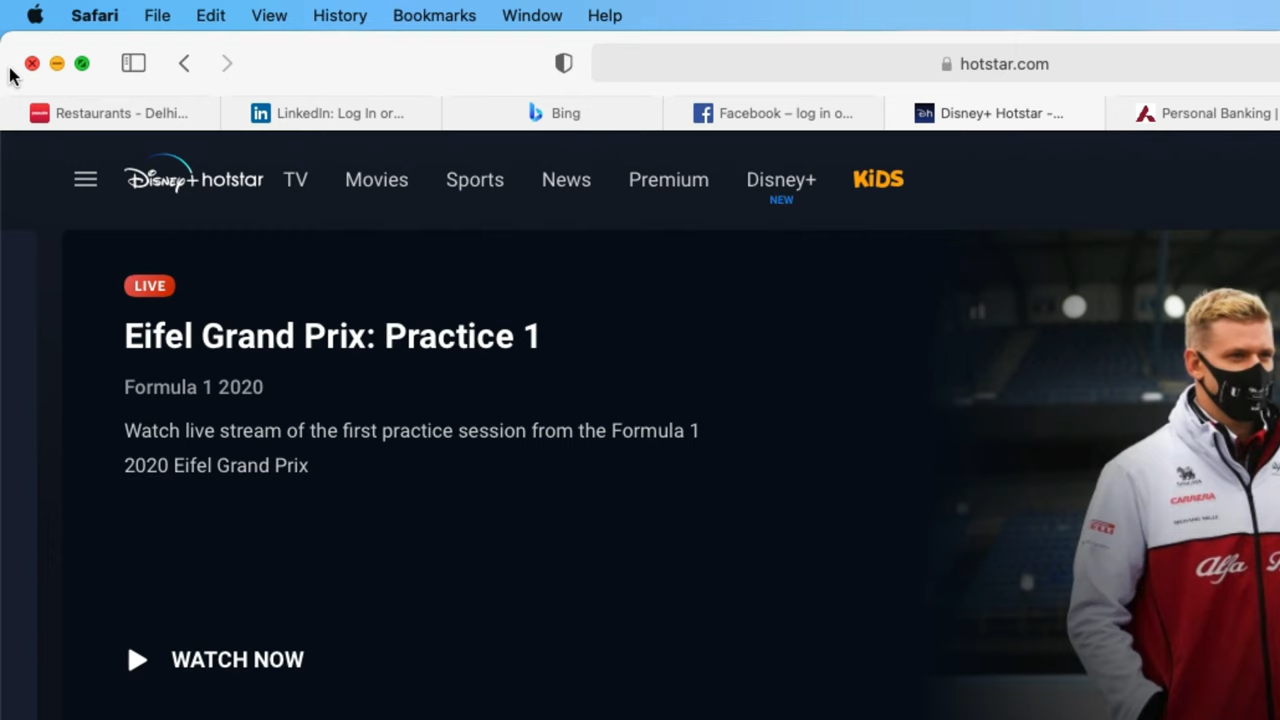 Safari File Edit View History Bookmarks Window Help
hotstar.com
Restaurants - Delhi... LinkedIn: Log In or... Bing Facebook – log in o... Disney+ Hotstar -... Personal Banking |
Disney+ hotstar TV Movies Sports News Premium Disney+ KiDS
NEW
LIVE
Eifel Grand Prix: Practice 1
Formula 1 2020
Watch live stream of the first practice session from the Formula 1
2020 Eifel Grand Prix
CARRERA
RICHARD MILLE
Alfa
WATCH NOW